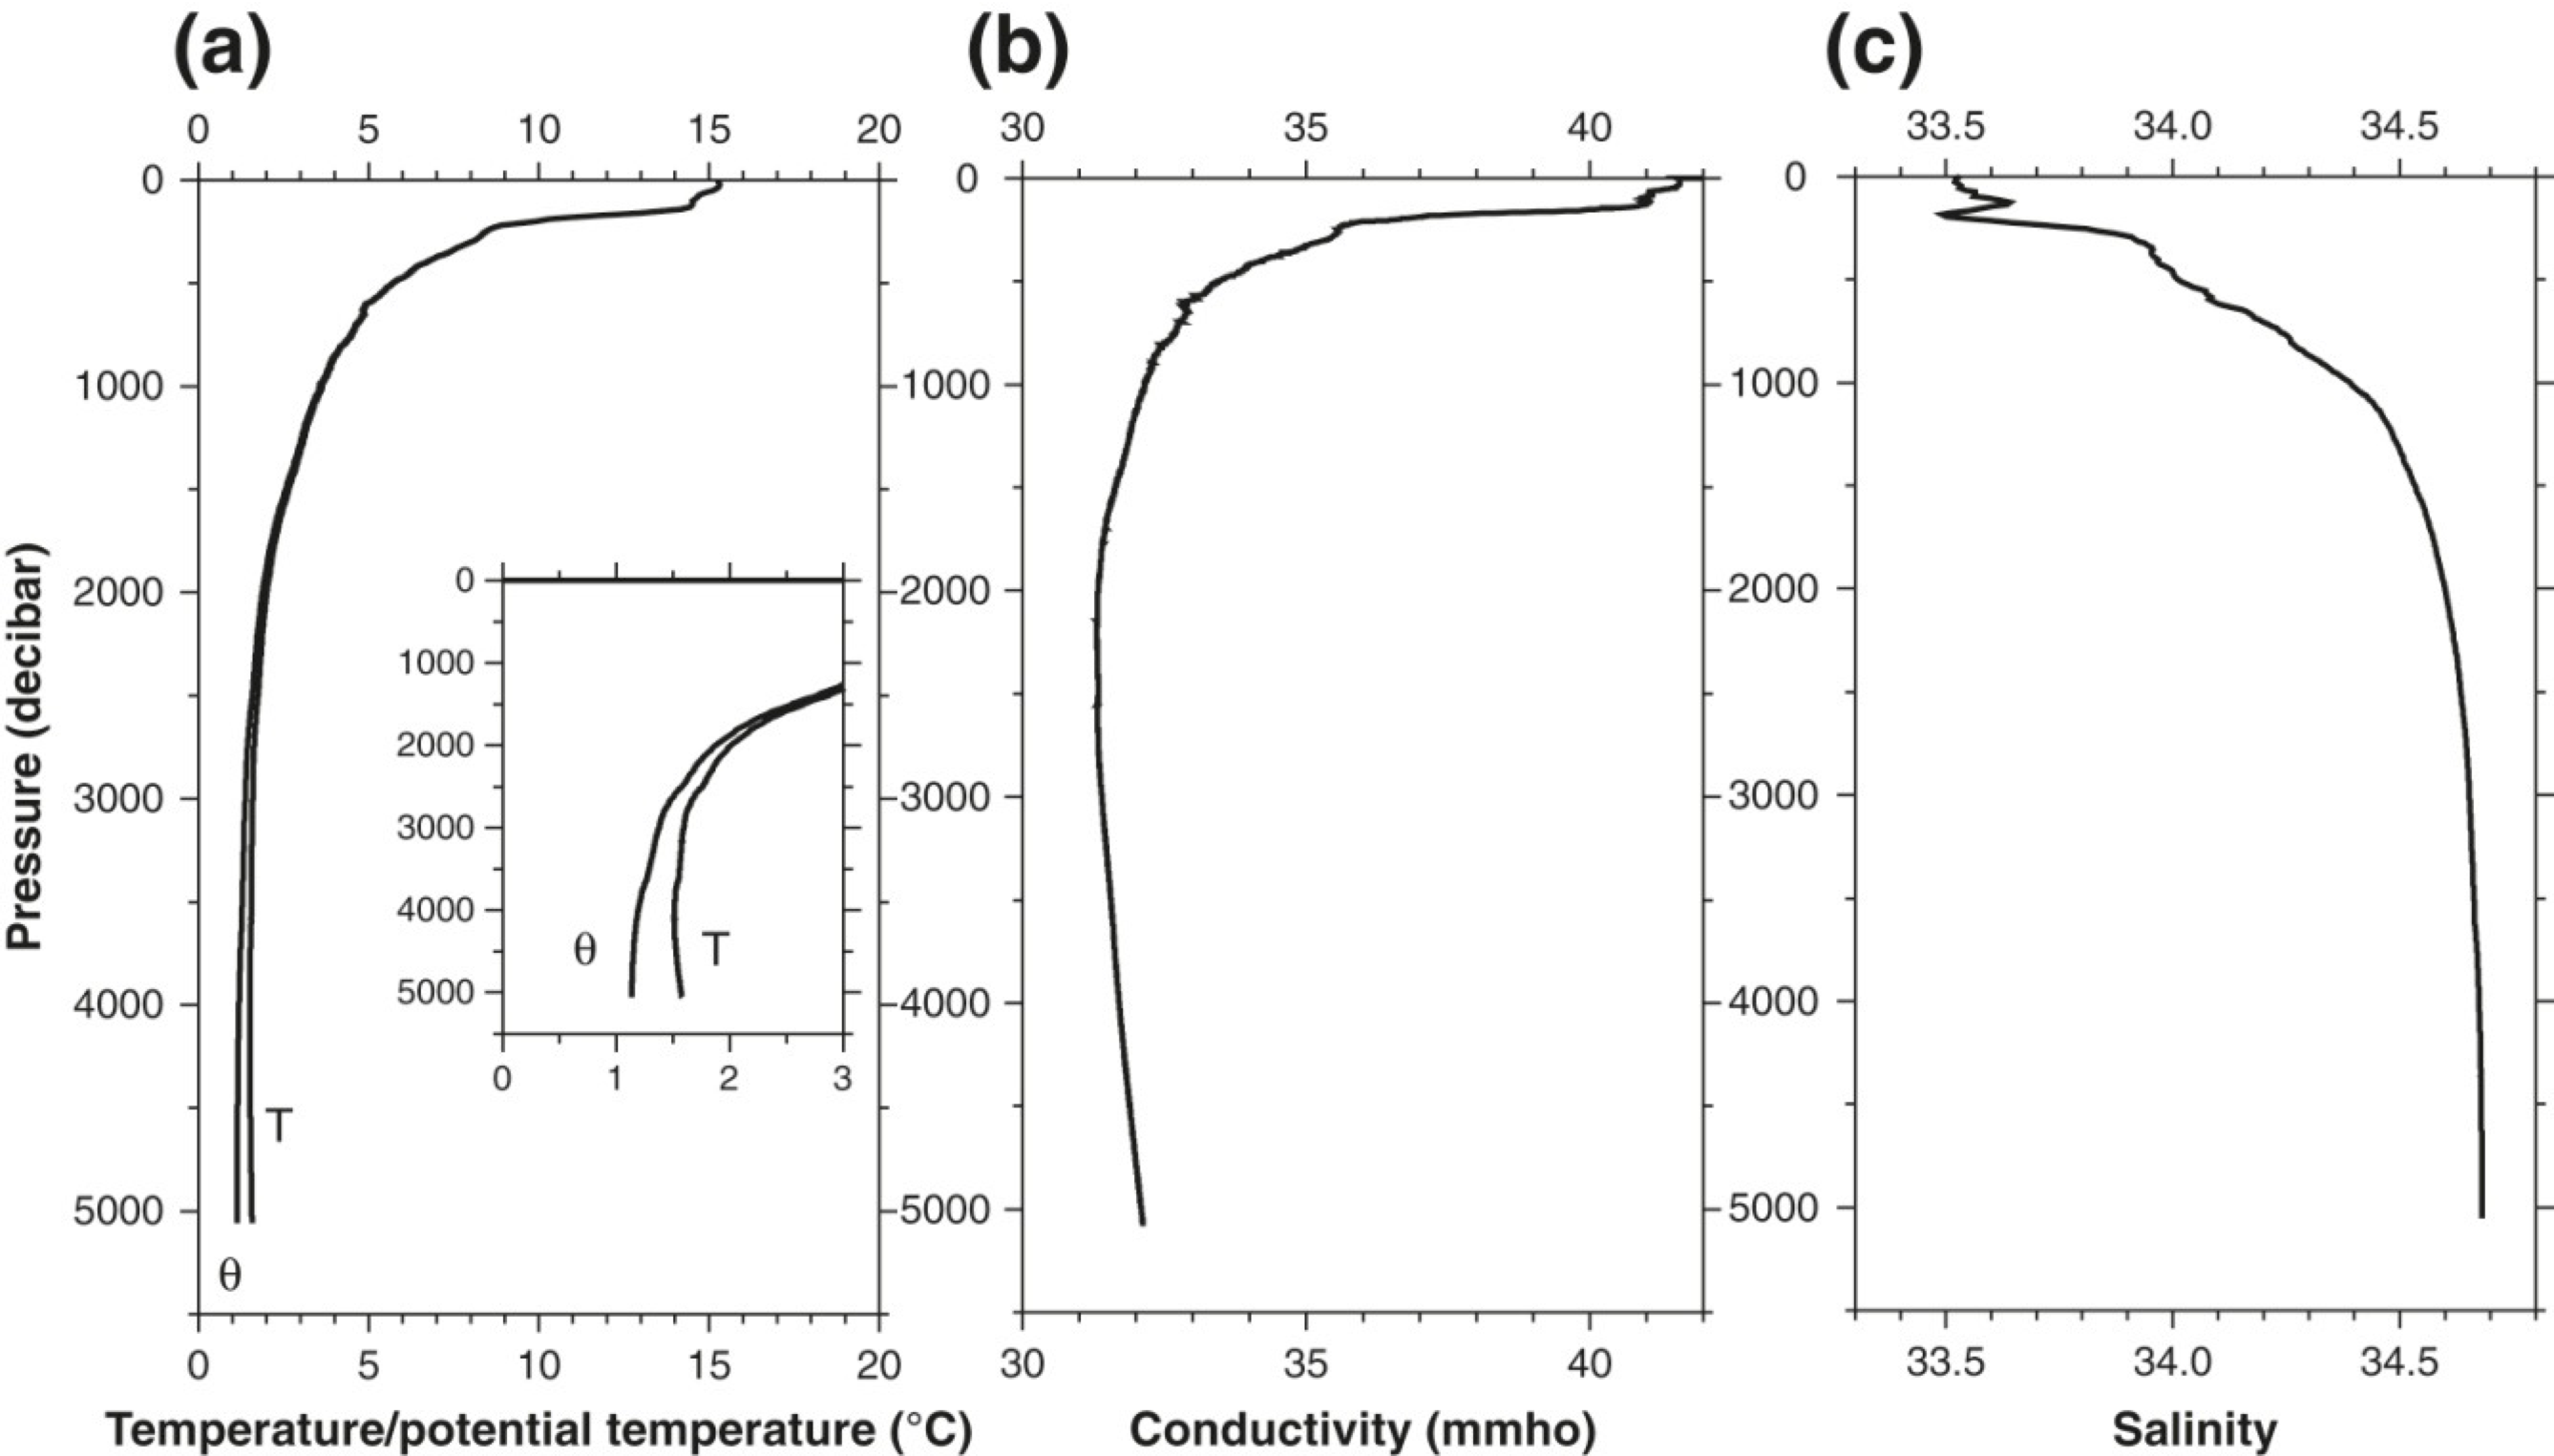 (a) (b) (c)
0 5 10 15 20 30 35 40 33.5 34.0 34.5
0 0 0
1000 1000 1000
0
2000 2000 2000
1000
2000
3000 3000 3000
3000
4000
θ T
5000
4000 4000 4000
0 1 2 3
T
5000 5000 5000
θ
0 5 10 15 20 30 35 40 33.5 34.0 34.5
Pressure (decibar)
Temperature/potential temperature (°C) Conductivity (mmho) Salinity